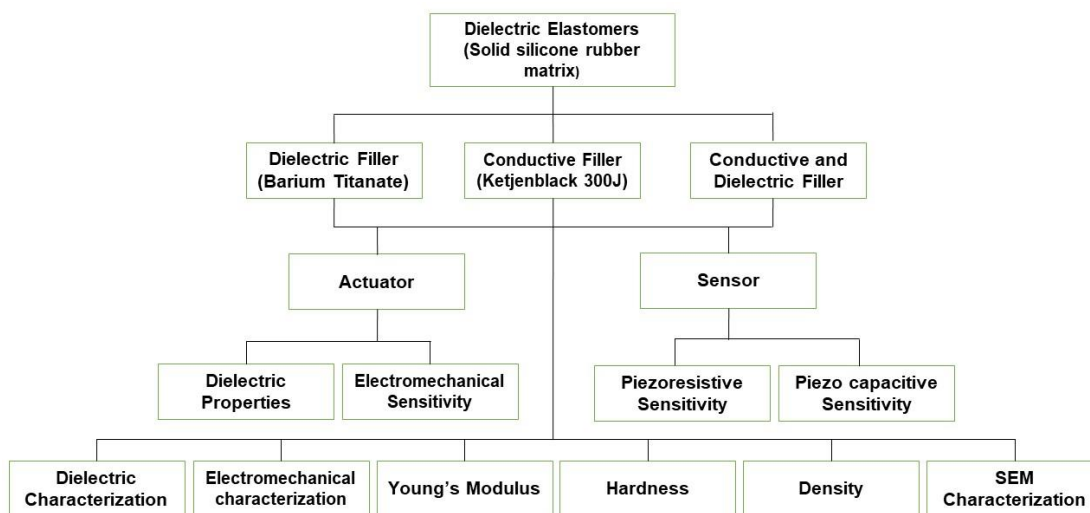 Dielectric Elastomers
(Solid silicone rubber
matrix)
Dielectric Filler
(Barium Titanate)
Conductive Filler
(Ketjenblack 300J)
Conductive and
Dielectric Filler
Actuator
Sensor
Dielectric
Properties
Electromechanical
Sensitivity
Piezoresistive
Sensitivity
Piezo capacitive
Sensitivity
Dielectric
Characterization
Electromechanical
characterization
Young's Modulus
Hardness
Density
SEM
Characterization